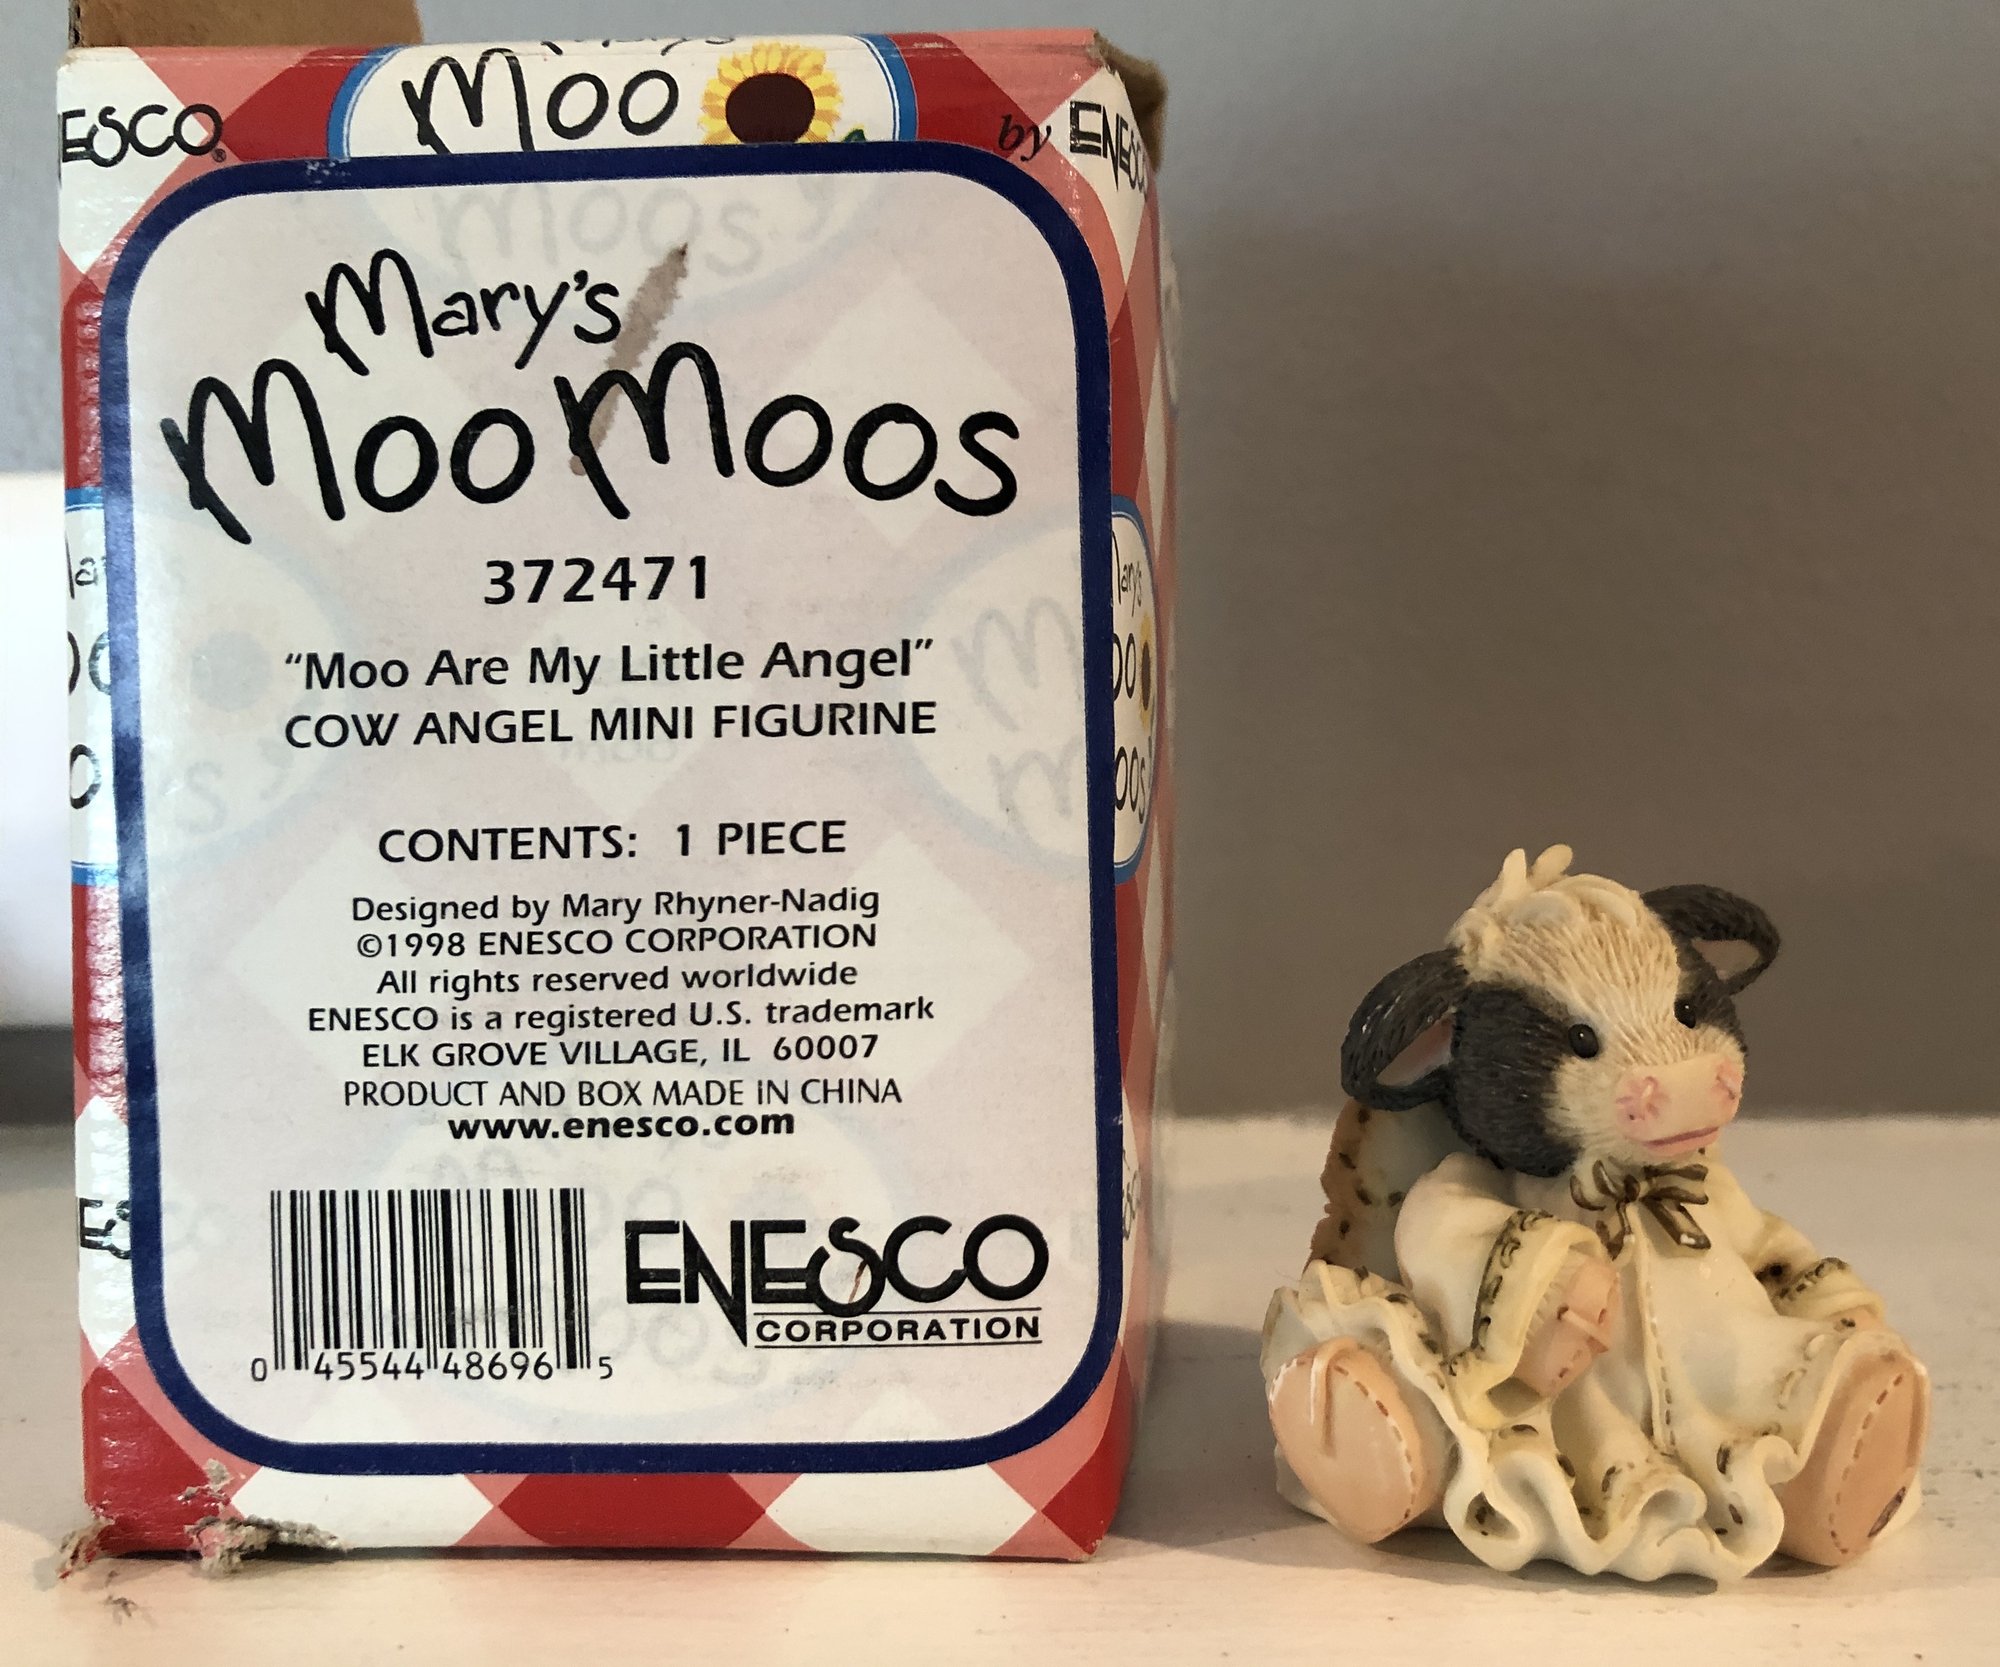 ESCO®
Moo
by ENESCO
Mary's
Moo Moos
372471
"Moo Are My Little Angel"
COW ANGEL MINI FIGURINE
CONTENTS: 1 PIECE
Designed by Mary Rhyner-Nadig
©1998 ENESCO CORPORATION
All rights reserved worldwide
ENESCO is a registered U.S. trademark
ELK GROVE VILLAGE, IL 60007
PRODUCT AND BOX MADE IN CHINA
www.enesco.com
ENESCO
CORPORATION
0 45544 48696 5